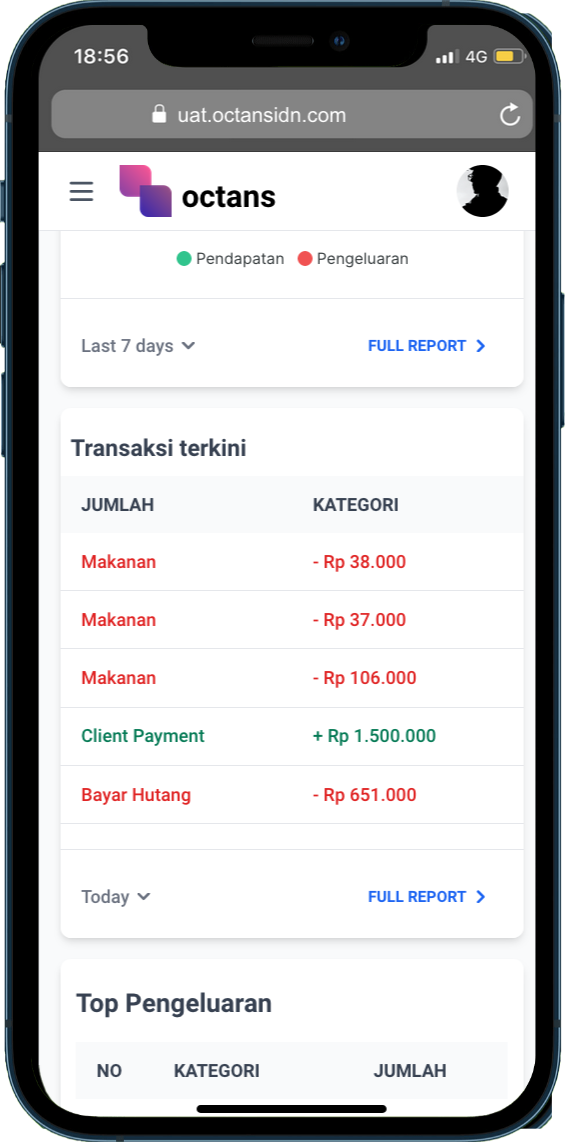 18:56 4G
uat.octansidn.com
octans
Pendapatan Pengeluaran
Last 7 days FULL REPORT
Transaksi terkini
JUMLAH KATEGORI
Makanan - Rp 38.000
Makanan - Rp 37.000
Makanan - Rp 106.000
Client Payment + Rp 1.500.000
Bayar Hutang - Rp 651.000
Today FULL REPORT
Top Pengeluaran
NO KATEGORI JUMLAH